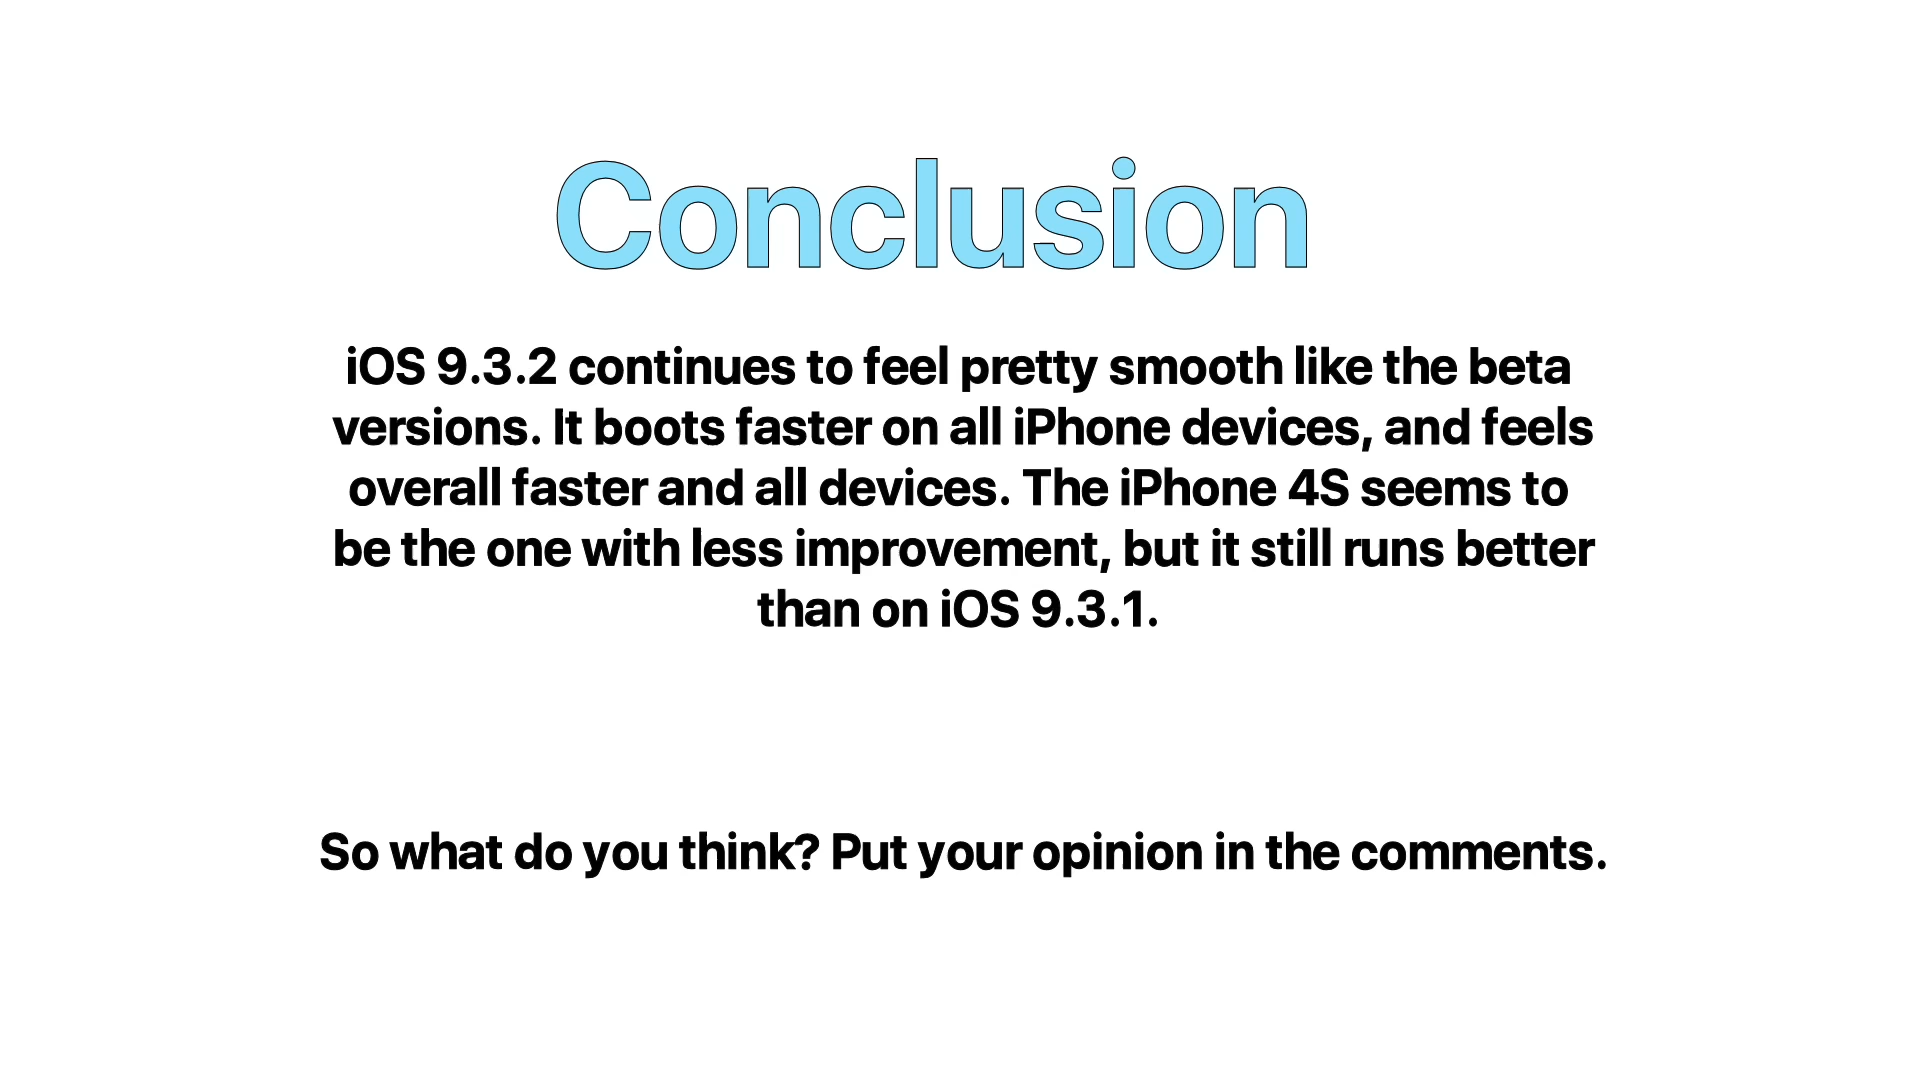 Conclusion
iOS 9.3.2 continues to feel pretty smooth like the beta
versions. It boots faster on all iPhone devices, and feels
overall faster and all devices. The iPhone 4S seems to
be the one with less improvement, but it still runs better
than on iOS 9.3.1.
So what do you think? Put your opinion in the comments.